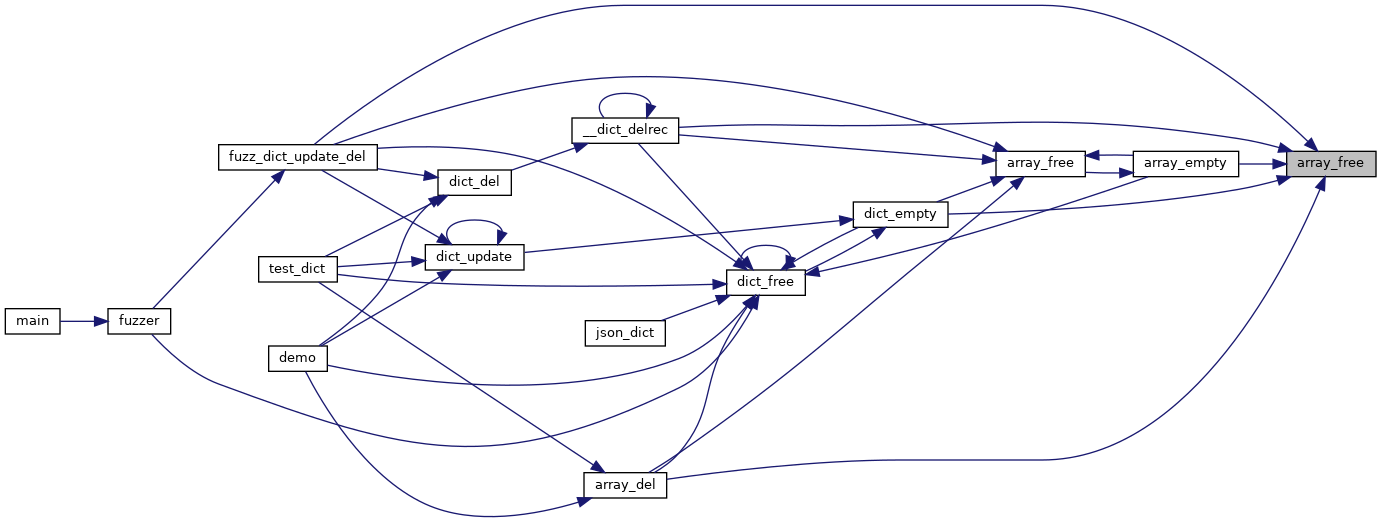 __dict_delrec
fuzz_dict_update_del
array_free
array_empty
array_free
dict_del
dict_empty
dict_update
test_dict
dict_free
main
fuzzer
json_dict
demo
array_del